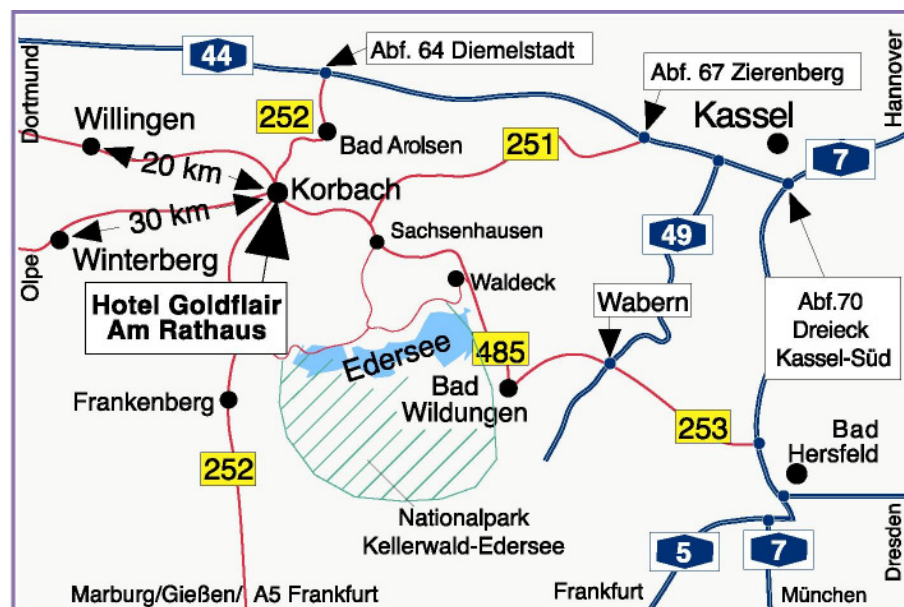 Dortmund
44
Abf. 64 Diemelstadt
Abf. 67 Zierenberg
Hannover
Willingen
252
Bad Arolsen
251
Kassel
7
20 km
Korbach
30 km
Sachsenhausen
49
Olpe
Winterberg
Waldeck
Hotel Goldflair
Am Rathaus
Wabern
Abf.70
Dreieck
Kassel-Süd
Edersee
485
Bad
Wildungen
Frankenberg
253
Bad
Hersfeld
252
Nationalpark
Kellerwald-Edersee
5
7
Dresden
Marburg/Gießen/
A5 Frankfurt
Frankfurt
München